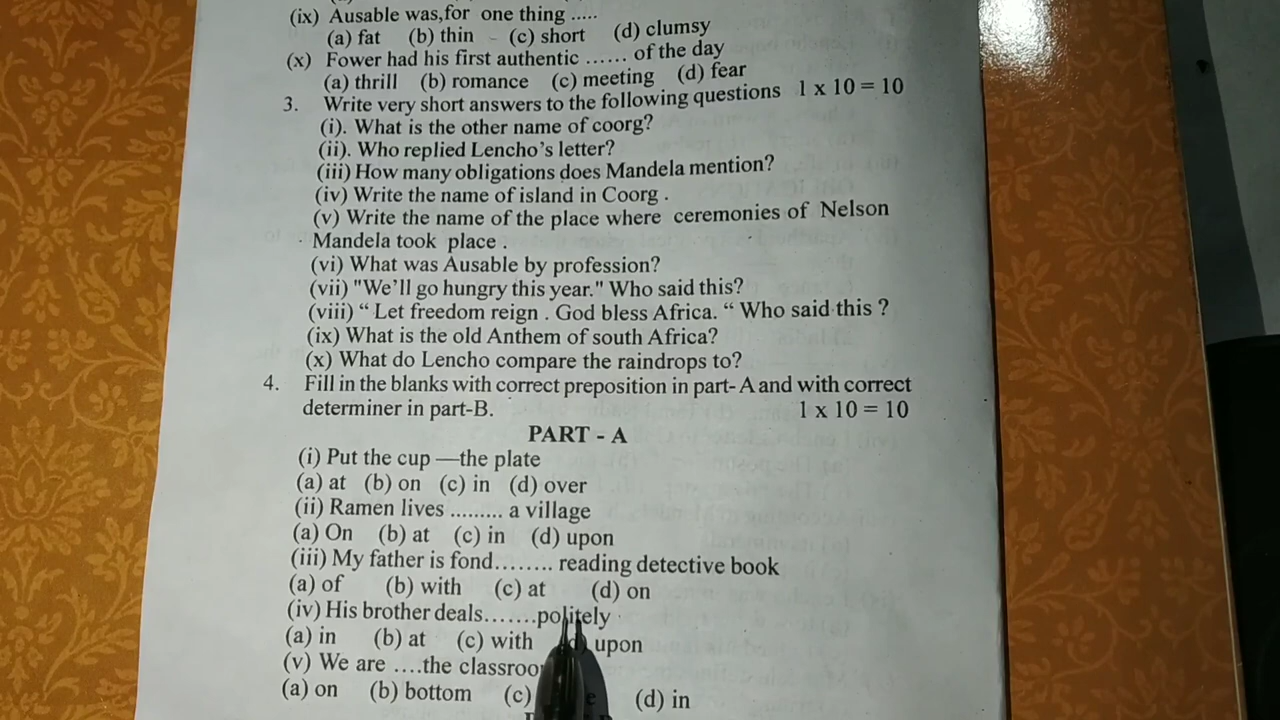 (ix) Ausable was,for one thing .....
(a) fat (b) thin (c) short (d) clumsy
(x) Fower had his first authentic ...... of the day
(a) thrill (b) romance (c) meeting (d) fear
3. Write very short answers to the following questions 1 x 10 = 10
(i). What is the other name of coorg?
(ii). Who replied Lencho's letter?
(iii) How many obligations does Mandela mention?
(iv) Write the name of island in Coorg .
(v) Write the name of the place where ceremonies of Nelson
Mandela took place .
(vi) What was Ausable by profession?
(vii) "We'll go hungry this year." Who said this?
(viii) “ Let freedom reign . God bless Africa. “ Who said this ?
(ix) What is the old Anthem of south Africa?
(x) What do Lencho compare the raindrops to?
4. Fill in the blanks with correct preposition in part- A and with correct
determiner in part-B. 1 x 10 = 10
PART - A
(i) Put the cup —the plate
(a) at (b) on (c) in (d) over
(ii) Ramen lives ......... a village
(a) On (b) at (c) in (d) upon
(iii) My father is fond........ reading detective book
(a) of (b) with (c) at (d) on
(iv) His brother deals.......politely
(a) in (b) at (c) with upon
(v) We are ....the
(a) on (b) bottom (c) (d) in